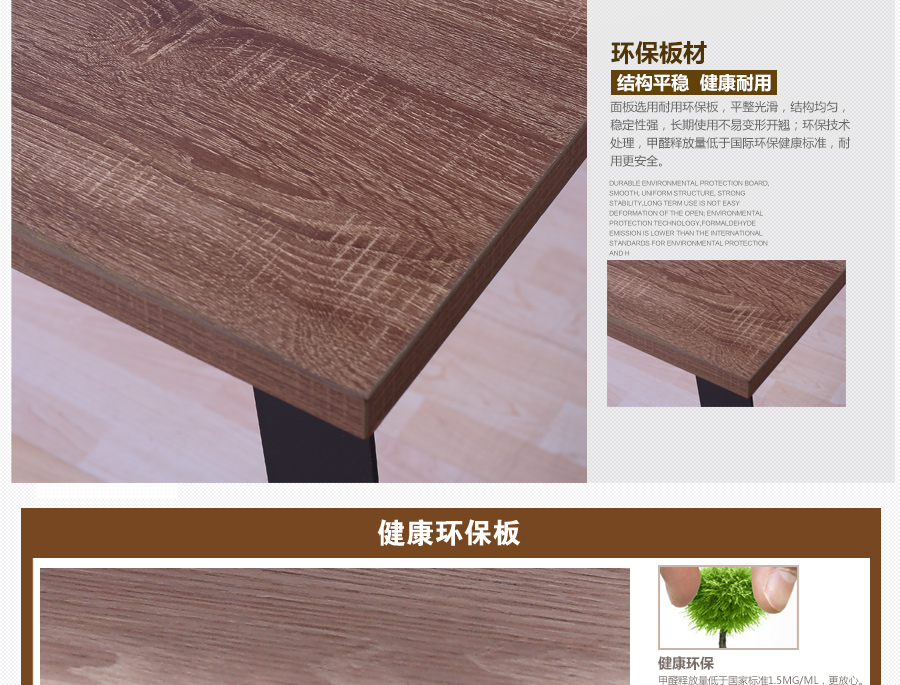 环保板材
结构平稳 健康耐用
面板选用耐用环保板，平整光滑，结构均匀，
稳定性强，长期使用不易变形开翘；环保技术
处理，甲醛释放量低于国际环保健康标准，耐
用更安全。
DURABLE ENVIRONMENTAL PROTECTION BOARD,
SMOOTH, UNIFORM STRUCTURE, STRONG
STABILITY,LONG TERM USE IS NOT EASY
DEFORMATION OF THE OPEN; ENVIRONMENTAL
PROTECTION TECHNOLOGY,FORMALDEHYDE
EMISSION IS LOWER THAN THE INTERNATIONAL
STANDARDS FOR ENVIRONMENTAL PROTECTION
AND H
健康环保板
健康环保
甲醛释放量低于国家标准1.5MG/ML，更放心。